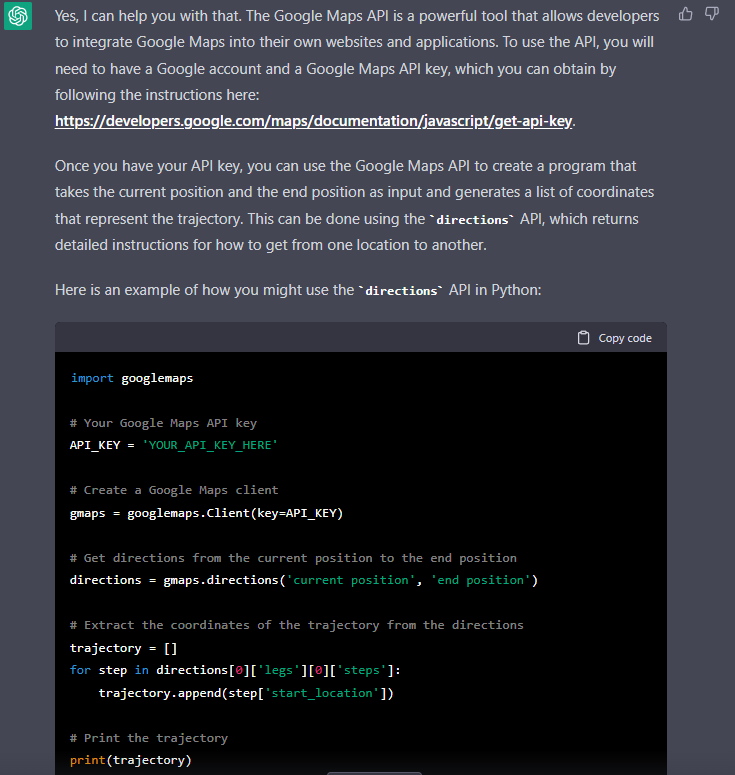 Yes, I can help you with that. The Google Maps API is a powerful tool that allows developers
to integrate Google Maps into their own websites and applications. To use the API, you will
need to have a Google account and a Google Maps API key, which you can obtain by
following the instructions here:
https://developers.google.com/maps/documentation/javascript/get-api-key.
Once you have your API key, you can use the Google Maps API to create a program that
takes the current position and the end position as input and generates a list of coordinates
that represent the trajectory. This can be done using the `directions` API, which returns
detailed instructions for how to get from one location to another.
Here is an example of how you might use the `directions` API in Python:
Copy code
import googlemaps
# Your Google Maps API key
API_KEY = 'YOUR_API_KEY_HERE'
# Create a Google Maps client
gmaps = googlemaps.Client(key=API_KEY)
# Get directions from the current position to the end position
directions = gmaps.directions('current position', 'end position')
# Extract the coordinates of the trajectory from the directions
trajectory = []
for step in directions[0]['legs'][0]['steps']:
    trajectory.append(step['start_location'])
# Print the trajectory
print(trajectory)